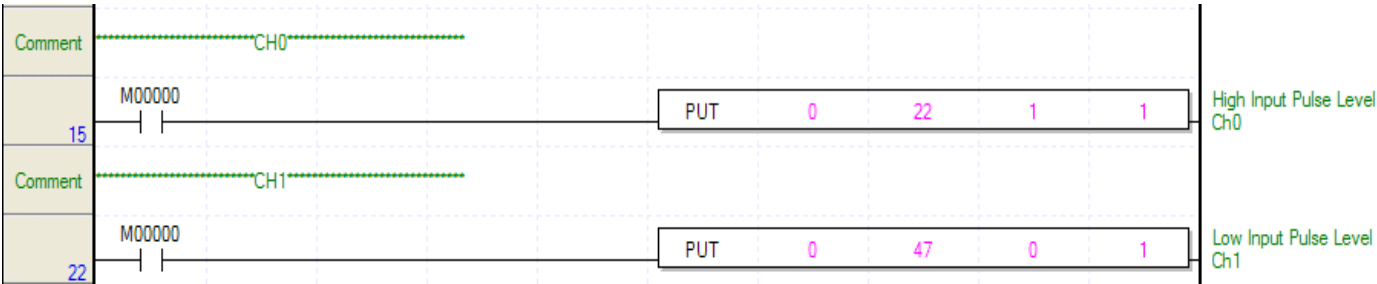 Comment ************************CH0***************************
M00000
15 PUT 0 22 1 1 High Input Pulse Level
Ch0
Comment ************************CH1***************************
M00000
22 PUT 0 47 0 1 Low Input Pulse Level
Ch1